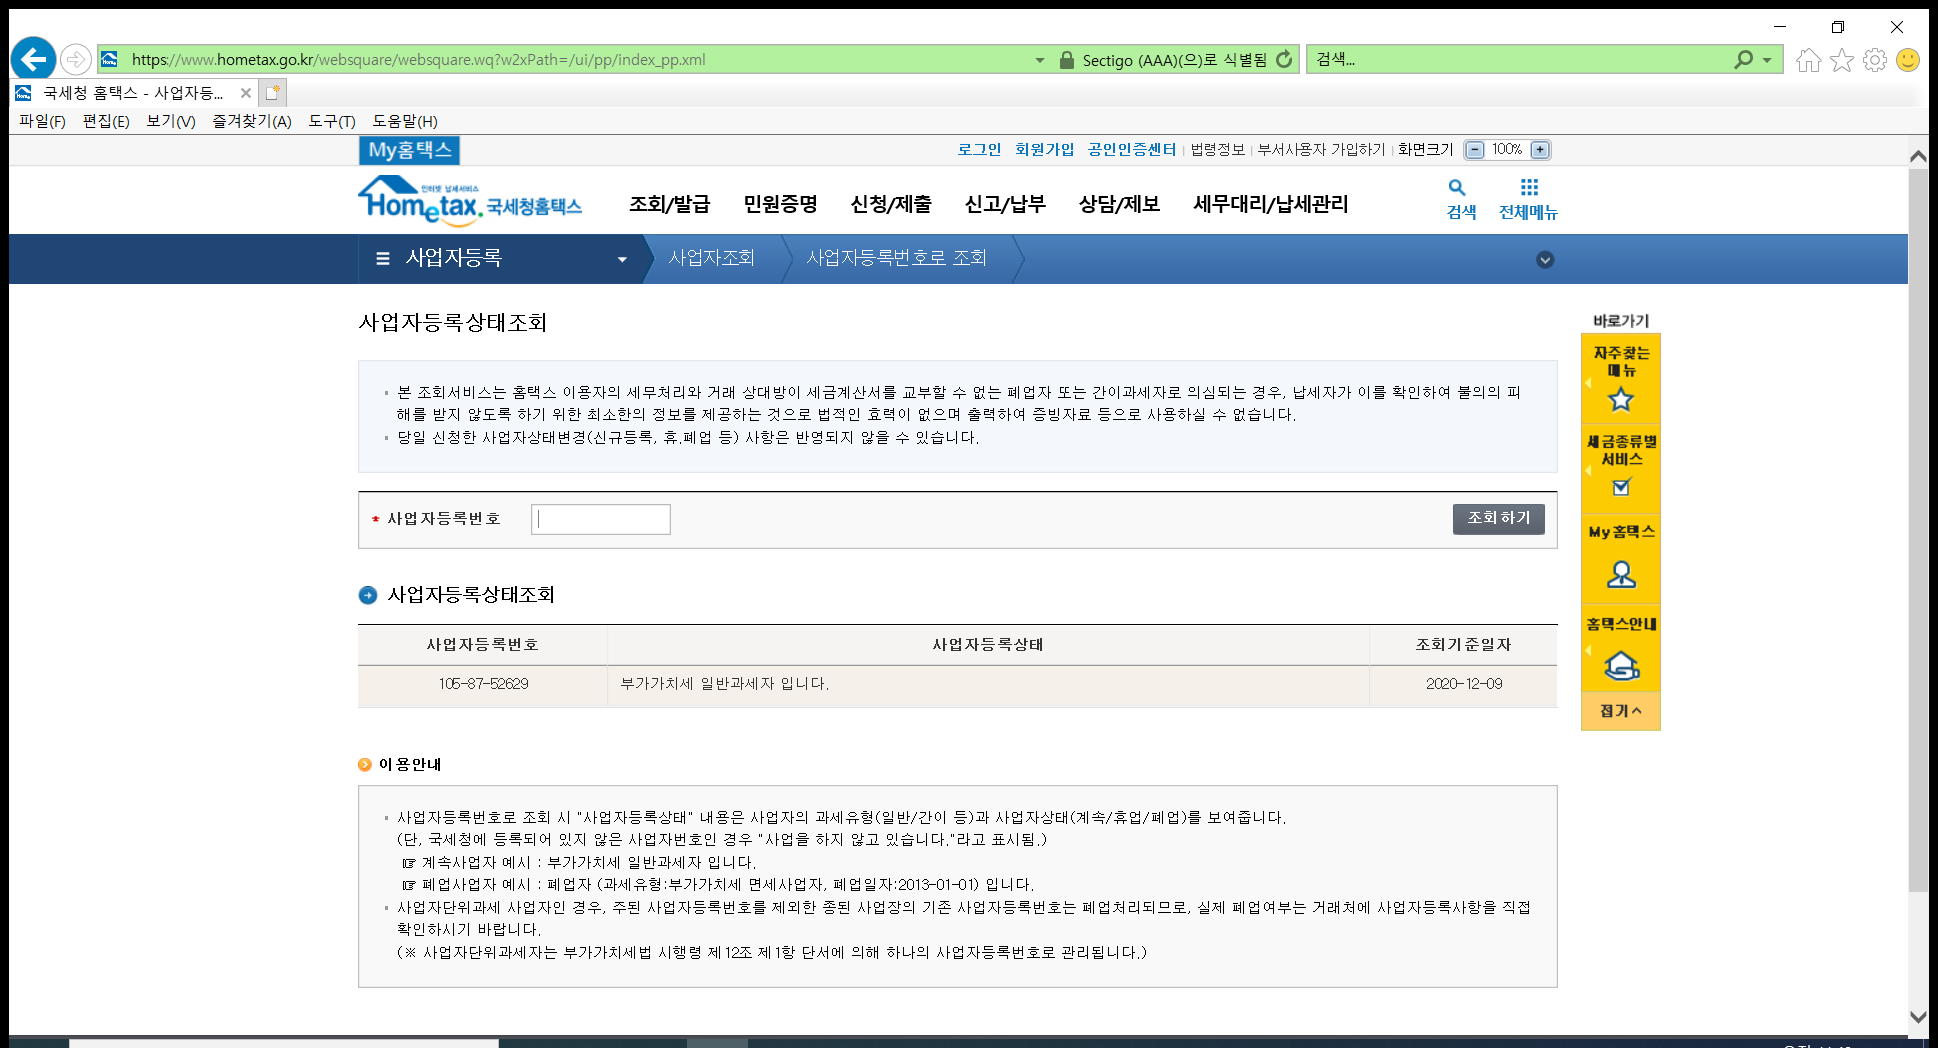 https://www.hometax.go.kr/websquare/websquare.wq?w2xPath=/ui/pp/index_pp.xml
Sectigo (AAA)(으)로 식별됨
검색...
국세청 홈택스 - 사업자등...
파일(F) 편집(E) 보기(V) 즐겨찾기(A) 도구(T) 도움말(H)
My홈택스
로그인 회원가입 공인인증센터 법령정보 부서사용자 가입하기 화면크기 100%
인터넷 납세서비스
Hometax. 국세청홈택스
조회/발급 민원증명 신청/제출 신고/납부 상담/제보 세무대리/납세관리
검색 전체메뉴
사업자등록 사업자조회 사업자등록번호로 조회
사업자등록상태조회
본 조회서비스는 홈택스 이용자의 세무처리와 거래 상대방이 세금계산서를 교부할 수 없는 폐업자 또는 간이과세자로 의심되는 경우, 납세자가 이를 확인하여 불의의 피
해를 받지 않도록 하기 위한 최소한의 정보를 제공하는 것으로 법적인 효력이 없으며 출력하여 증빙자료 등으로 사용하실 수 없습니다.
당일 신청한 사업자상태변경(신규등록, 휴.폐업 등) 사항은 반영되지 않을 수 있습니다.
* 사업자등록번호
조회하기
사업자등록상태조회
사업자등록번호 사업자등록상태 조회기준일자
105-87-52629 부가가치세 일반과세자 입니다. 2020-12-09
이용안내
사업자등록번호로 조회 시 "사업자등록상태" 내용은 사업자의 과세유형(일반/간이 등)과 사업자상태(계속/휴업/폐업)를 보여줍니다.
(단, 국세청에 등록되어 있지 않은 사업자번호인 경우 "사업을 하지 않고 있습니다."라고 표시됨.)
☞ 계속사업자 예시 : 부가가치세 일반과세자 입니다.
☞ 폐업사업자 예시 : 폐업자 (과세유형:부가가치세 면세사업자, 폐업일자:2013-01-01) 입니다.
사업자단위과세 사업자인 경우, 주된 사업자등록번호를 제외한 종된 사업장의 기존 사업자등록번호는 폐업처리되므로, 실제 폐업여부는 거래처에 사업자등록사항을 직접
확인하시기 바랍니다.
(※ 사업자단위과세자는 부가가치세법 시행령 제12조 제1항 단서에 의해 하나의 사업자등록번호로 관리됩니다.)
바로가기
자주찾는
메뉴
세금종류별
서비스
My홈택스
홈택스안내
접기